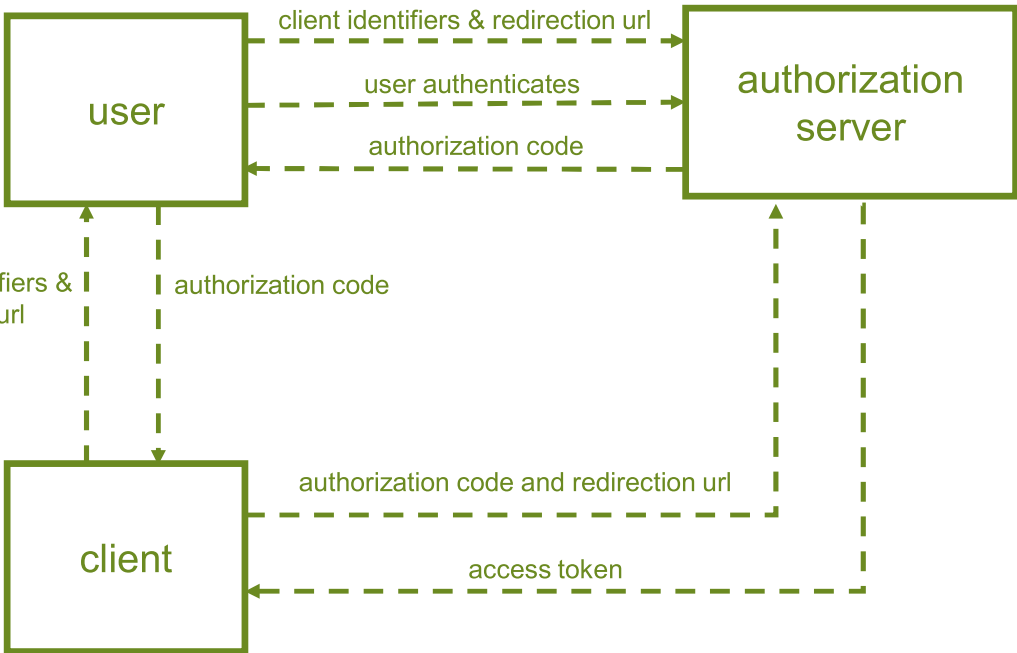 client identifiers & redirection url
user
user authenticates
authorization
server
authorization code
&
url
authorization code
authorization code and redirection url
client
access token